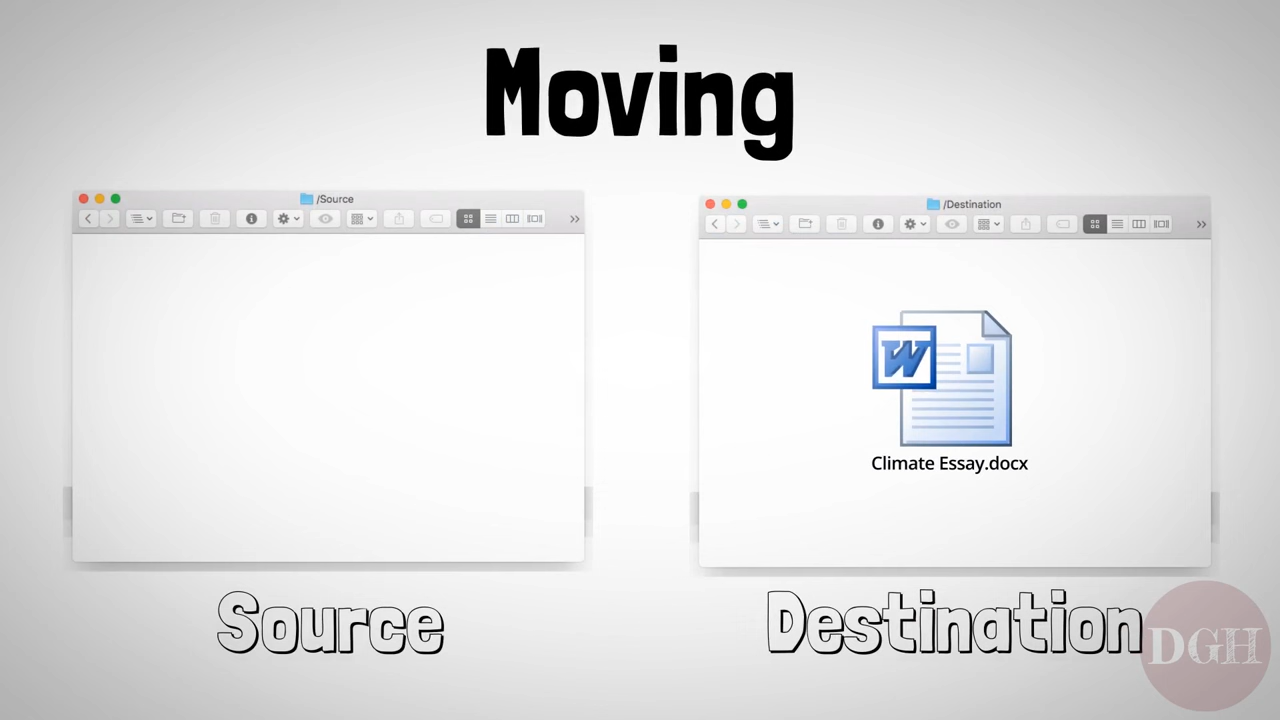 Moving
/Source
/Destination
W
Climate Essay.docx
Source
Destination
DGH